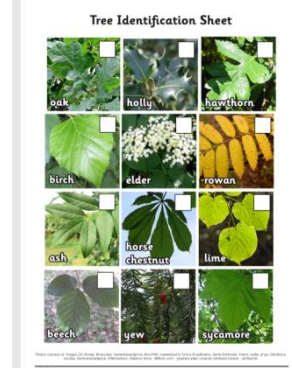 Tree Identification Sheet
oak
holly
hawthorn
birch
elder
rowan
ash
horse
chestnut
lime
beech
yew
sycamore